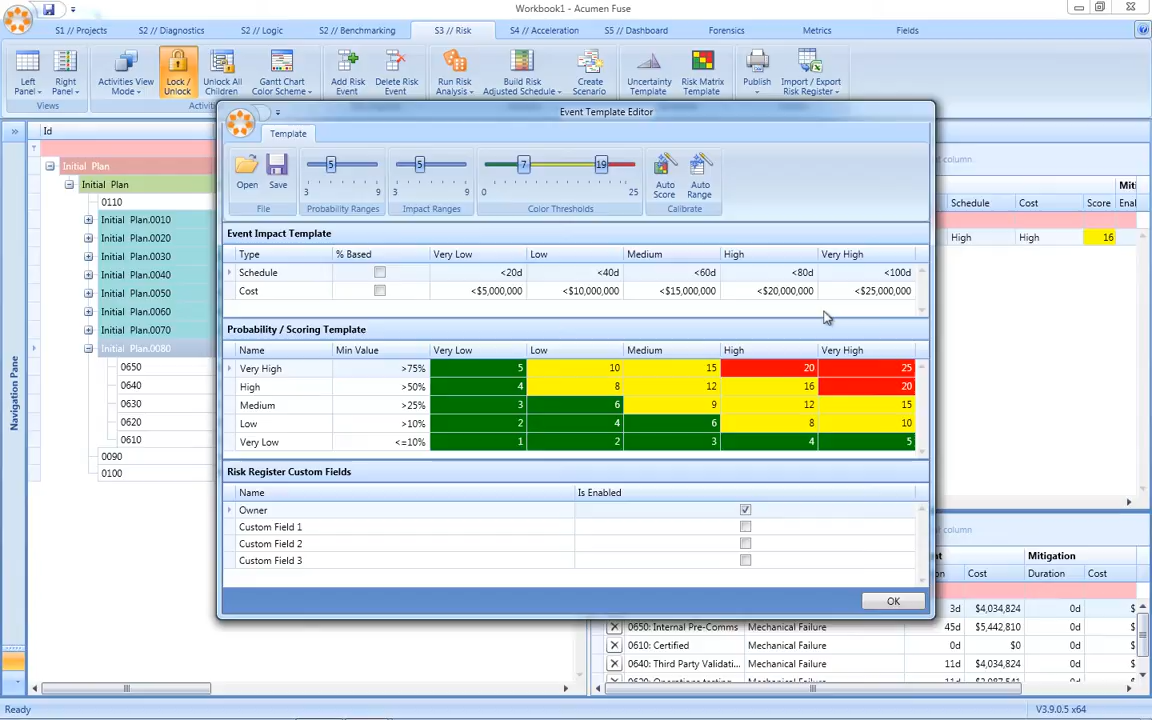 Workbook1 - Acumen Fuse
S1 // Projects S2 // Diagnostics S2 // Logic S2 // Benchmarking S3 // Risk S4 // Acceleration S5 // Dashboard Forensics Metrics Fields
Left Panel Right Panel Activities View Mode Lock / Unlock Unlock All Children Gantt Chart Color Scheme Add Risk Event Delete Risk Event Run Risk Analysis Build Risk Adjusted Schedule Create Scenario Uncertainty Template Risk Matrix Template Publish Import / Export Risk Register
Views
Event Template Editor
Template
Open Save 5 5 7 19 Auto Score Auto Range
3 9 3 9 0 25
File Probability Ranges Impact Ranges Color Thresholds Calibrate
Event Impact Template
Type % Based Very Low Low Medium High Very High
Schedule <20d <40d <60d <80d <100d
Cost <$5,000,000 <$10,000,000 <$15,000,000 <$20,000,000 <$25,000,000
Probability / Scoring Template
Name Min Value Very Low Low Medium High Very High
Very High >75% 5 10 15 20 25
High >50% 4 8 12 16 20
Medium >25% 3 6 9 12 15
Low >10% 2 4 6 8 10
Very Low <=10% 1 2 3 4 5
Risk Register Custom Fields
Name Is Enabled
Owner
Custom Field 1
Custom Field 2
Custom Field 3
OK
Navigation Pane
Id
Initial Plan
Initial Plan
0110
Initial Plan.0010
Initial Plan.0020
Initial Plan.0030
Initial Plan.0040
Initial Plan.0050
Initial Plan.0060
Initial Plan.0070
Initial Plan.0080
0650
0640
0630
0620
0610
0090
0100
column.
Schedule Cost Score
High High 16
column
Mitigation
Cost Duration Cost
3d $4,034,824 0d $
0650: Internal Pre-Comms Mechanical Failure 45d $5,442,810 0d $
0610: Certified Mechanical Failure 0d $0 0d $
0640: Third Party Validati... Mechanical Failure 11d $4,034,824 0d $
Ready
V3.9.0.5 x64